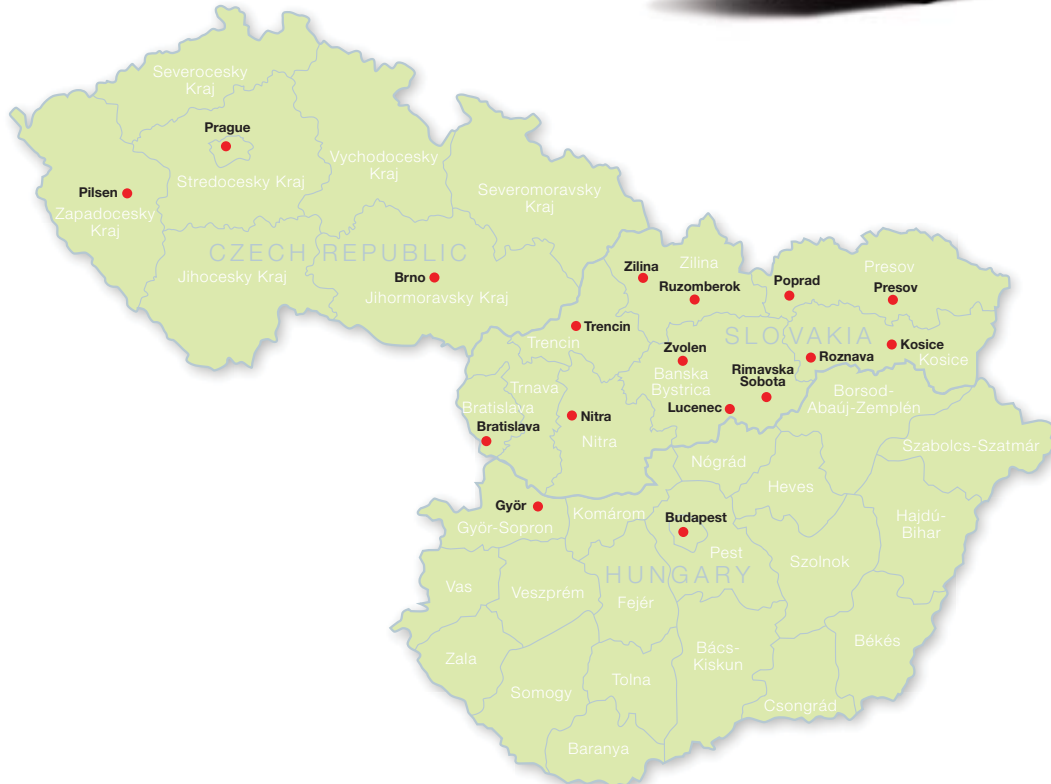 Severocesky
Kraj
Prague
Vychodocesky
Kraj
Stredocesky Kraj
Severomoravsky
Kraj
Pilsen
Zapadocesky
Kraj
CZECH REPUBLIC
Jihocesky Kraj
Brno
Jihormoravsky Kraj
Zilina
Zilina
Ruzomberok
Poprad
Presov
Presov
Trencin
Trencin
SLOVAKIA
Zvolen
Banska
Bystrica
Rimavska
Sobota
Roznava
Kosice
Kosice
Trnava
Bratislava
Bratislava
Nitra
Nitra
Lucenec
Borsod-
Abaúj-Zemplén
Szabolcs-Szatmár
Nógrád
Heves
Györ
Györ-Sopron
Komárom
Budapest
Pest
Hajdú-
Bihar
Szolnok
HUNGARY
Vas
Veszprém
Fejér
Zala
Somogy
Tolna
Bács-
Kiskun
Békés
Csongrád
Baranya